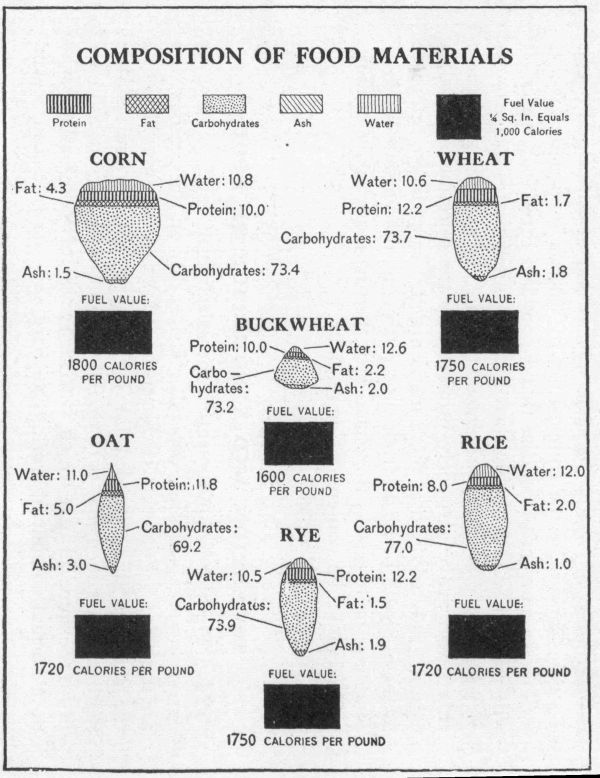 COMPOSITION OF FOOD MATERIALS
Protein
Fat
Carbohydrates
Ash
Water
Fuel Value
¼ Sq. In. Equals
1,000 Calories
CORN
Fat: 4.3
Water: 10.8
Protein: 10.0
Ash: 1.5
Carbohydrates: 73.4
FUEL VALUE:
1800 CALORIES
PER POUND
WHEAT
Water: 10.6
Protein: 12.2
Fat: 1.7
Carbohydrates: 73.7
Ash: 1.8
FUEL VALUE:
1750 CALORIES
PER POUND
BUCKWHEAT
Protein: 10.0
Water: 12.6
Carbo-
hydrates:
73.2
Fat: 2.2
Ash: 2.0
FUEL VALUE:
1600 CALORIES
PER POUND
OAT
Water: 11.0
Protein: 11.8
Fat: 5.0
Carbohydrates:
69.2
Ash: 3.0
FUEL VALUE:
1720 CALORIES PER POUND
RYE
Water: 10.5
Protein: 12.2
Carbohydrates:
73.9
Fat: 1.5
Ash: 1.9
FUEL VALUE:
1750 CALORIES PER POUND
RICE
Water: 12.0
Protein: 8.0
Fat: 2.0
Carbohydrates:
77.0
Ash: 1.0
FUEL VALUE:
1720 CALORIES PER POUND